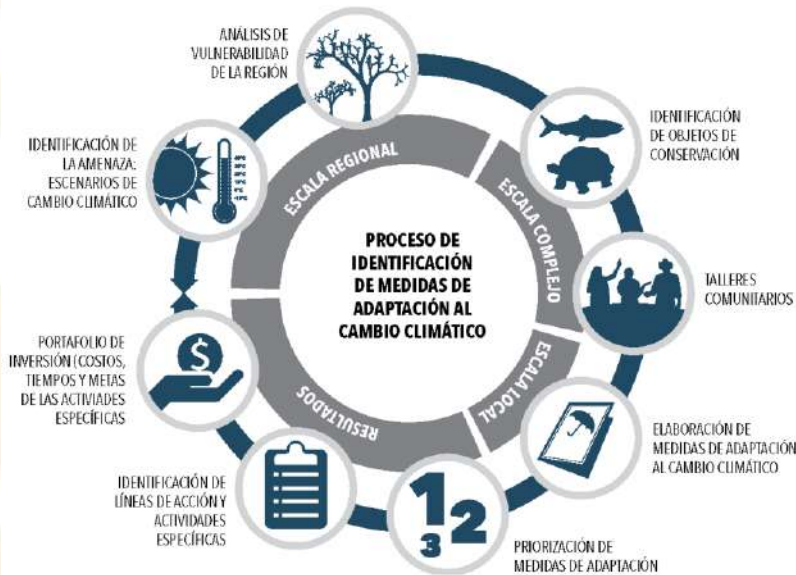 ANÁLISIS DE
VULNERABILIDAD
DE LA REGIÓN
IDENTIFICACIÓN
DE OBJETOS DE
CONSERVACIÓN
TALLERES
COMUNITARIOS
ELABORACIÓN DE
MEDIDAS DE ADAPTACIÓN
AL CAMBIO CLIMÁTICO
PRIORIZACIÓN DE
MEDIDAS DE ADAPTACIÓN
1
2
3
IDENTIFICACIÓN DE
LÍNEAS DE ACCIÓN Y
ACTIVIDADES
ESPECÍFICAS
PORTAFOLIO DE
INVERSIÓN (COSTOS,
TIEMPOS Y METAS
DE LAS ACTIVIADES
ESPECÍFICAS
$
IDENTIFICACIÓN DE
LA AMENAZA:
ESCENARIOS DE
CAMBIO CLIMÁTICO
ESCALA REGIONAL
ESCALA COMPLEJO
ESCALA LOCAL
RESULTADOS
PROCESO DE
IDENTIFICACIÓN
DE MEDIDAS DE
ADAPTACIÓN AL
CAMBIO CLIMÁTICO